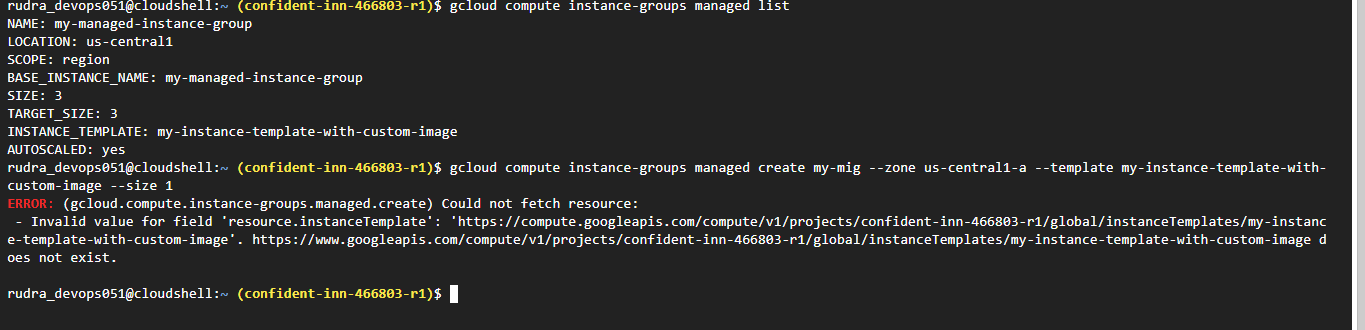 rudra_devops051@cloudshell:~ (confident-inn-466803-r1)$ gcloud compute instance-groups managed list
NAME: my-managed-instance-group
LOCATION: us-central1
SCOPE: region
BASE_INSTANCE_NAME: my-managed-instance-group
SIZE: 3
TARGET_SIZE: 3
INSTANCE_TEMPLATE: my-instance-template-with-custom-image
AUTOSCALED: yes
rudra_devops051@cloudshell:~ (confident-inn-466803-r1)$ gcloud compute instance-groups managed create my-mig --zone us-central1-a --template my-instance-template-with-
custom-image --size 1
ERROR: (gcloud.compute.instance-groups.managed.create) Could not fetch resource:
 - Invalid value for field 'resource.instanceTemplate': 'https://compute.googleapis.com/compute/v1/projects/confident-inn-466803-r1/global/instanceTemplates/my-instanc
e-template-with-custom-image'. https://www.googleapis.com/compute/v1/projects/confident-inn-466803-r1/global/instanceTemplates/my-instance-template-with-custom-image d
oes not exist.
rudra_devops051@cloudshell:~ (confident-inn-466803-r1)$